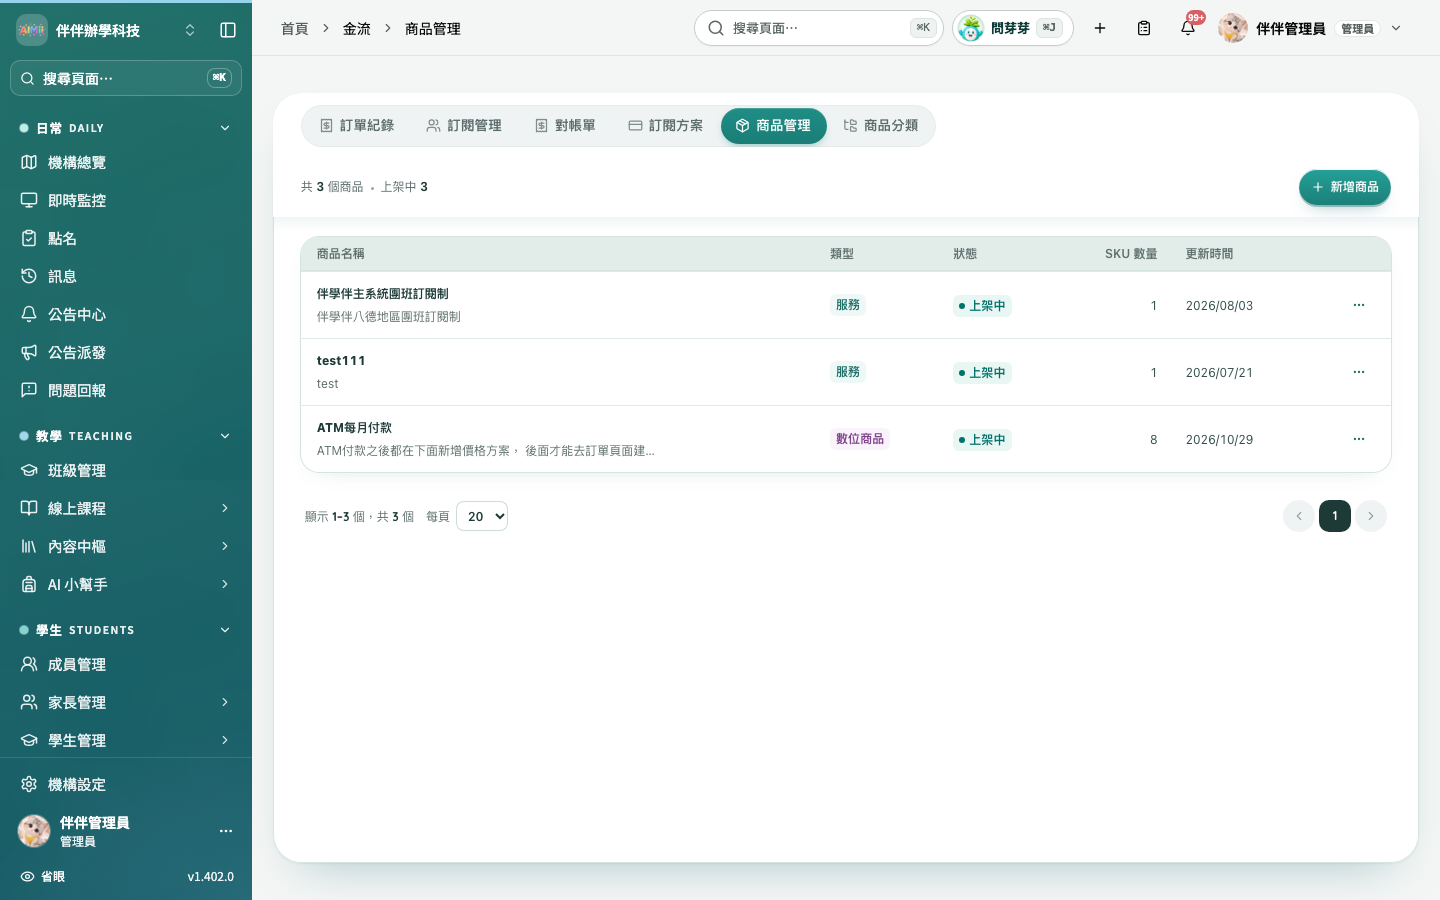 伴伴辦學科技
搜尋頁面… ⌘K
日常 DAILY
機構總覽
即時監控
點名
訊息
公告中心
公告派發
問題回報
教學 TEACHING
班級管理
線上課程
內容中樞
AI 小幫手
學生 STUDENTS
成員管理
家長管理
學生管理
機構設定
伴伴管理員
管理員
省眼 v1.402.0
首頁 > 金流 > 商品管理
搜尋頁面… ⌘K
問芽芽 ⌘J
99+
伴伴管理員 管理員
訂單紀錄 訂閱管理 對帳單 訂閱方案 商品管理 商品分類
共 3 個商品 • 上架中 3
+ 新增商品
商品名稱 類型 狀態 SKU 數量 更新時間
伴學伴主系統團班訂閱制
伴學伴八德地區團班訂閱制
服務 上架中 1 2026/08/03 …
test111
test
服務 上架中 1 2026/07/21 …
ATM每月付款
ATM付款之後都在下面新增價格方案， 後面才能去訂單頁面建...
數位商品 上架中 8 2026/10/29 …
顯示 1-3 個，共 3 個 每頁 20
1